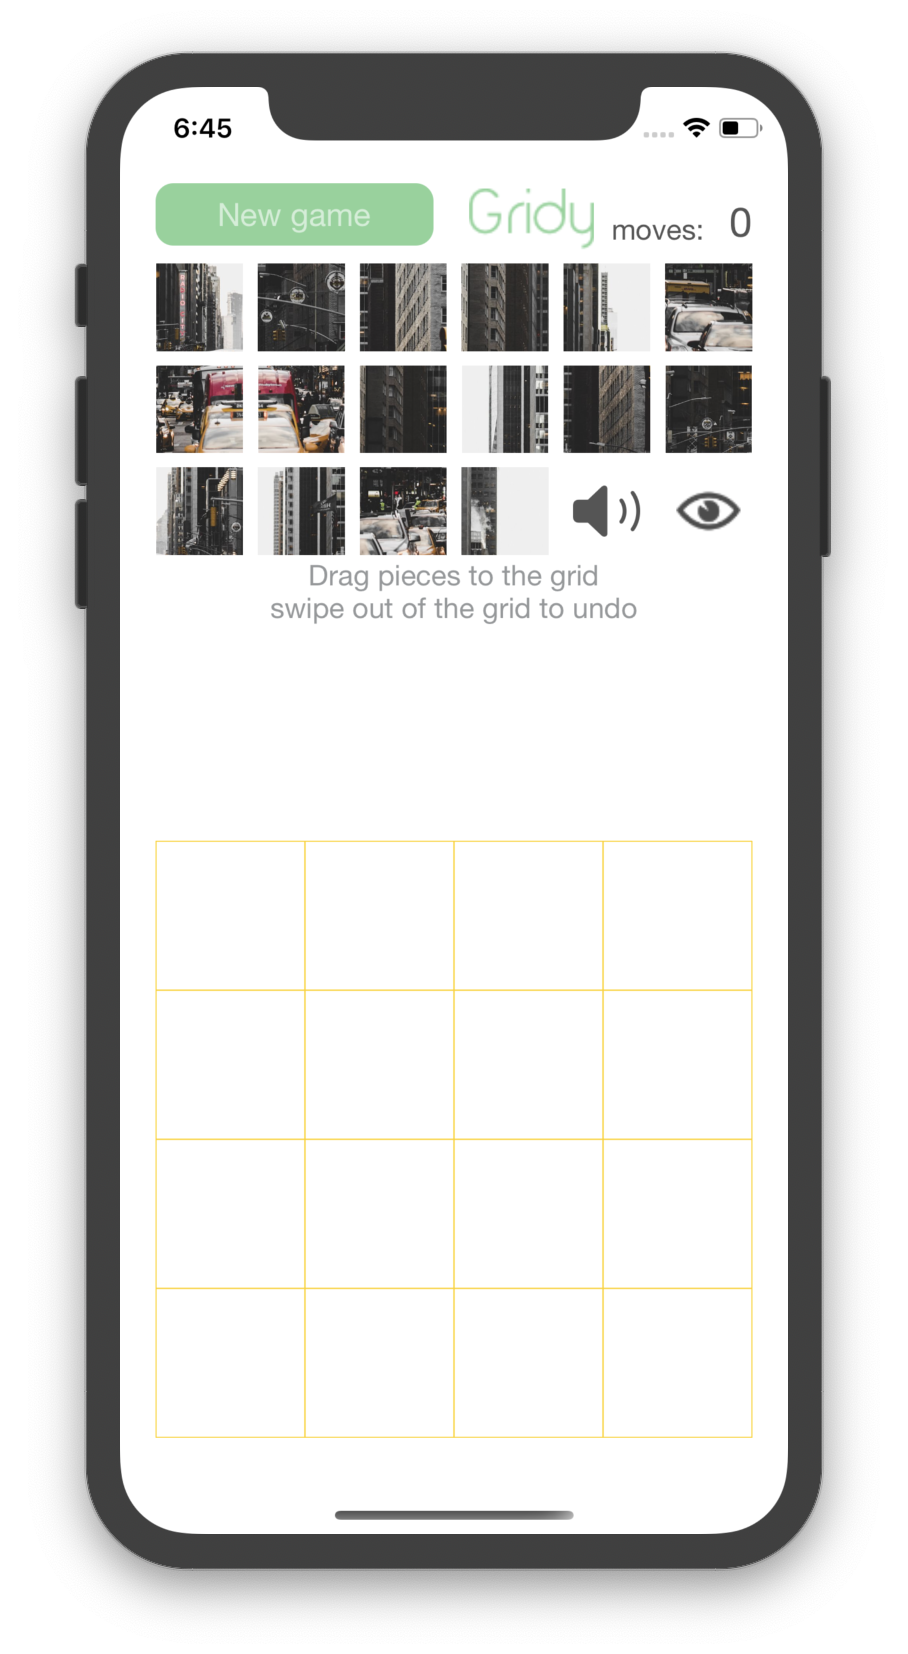 6:45
New game
Gridy
moves: 0
Drag pieces to the grid
swipe out of the grid to undo